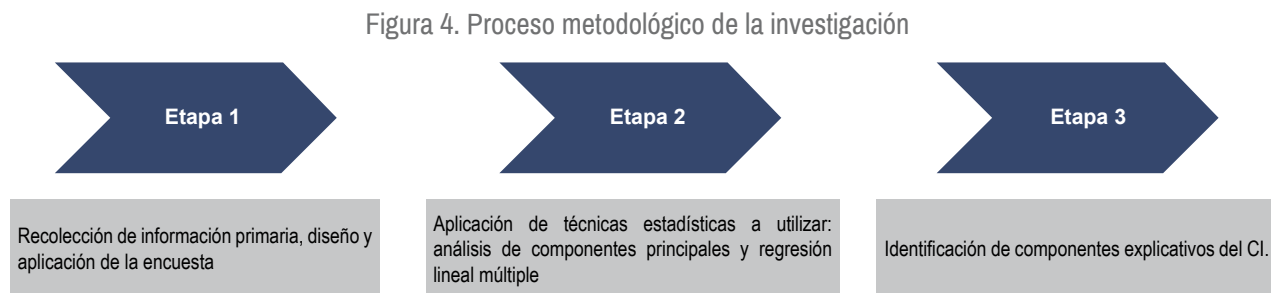 Figura 4. Proceso metodológico de la investigación
Etapa 1
Etapa 2
Etapa 3
Recolección de información primaria, diseño y
aplicación de la encuesta
Aplicación de técnicas estadísticas a utilizar:
análisis de componentes principales y regresión
lineal múltiple
Identificación de componentes explicativos del CI.